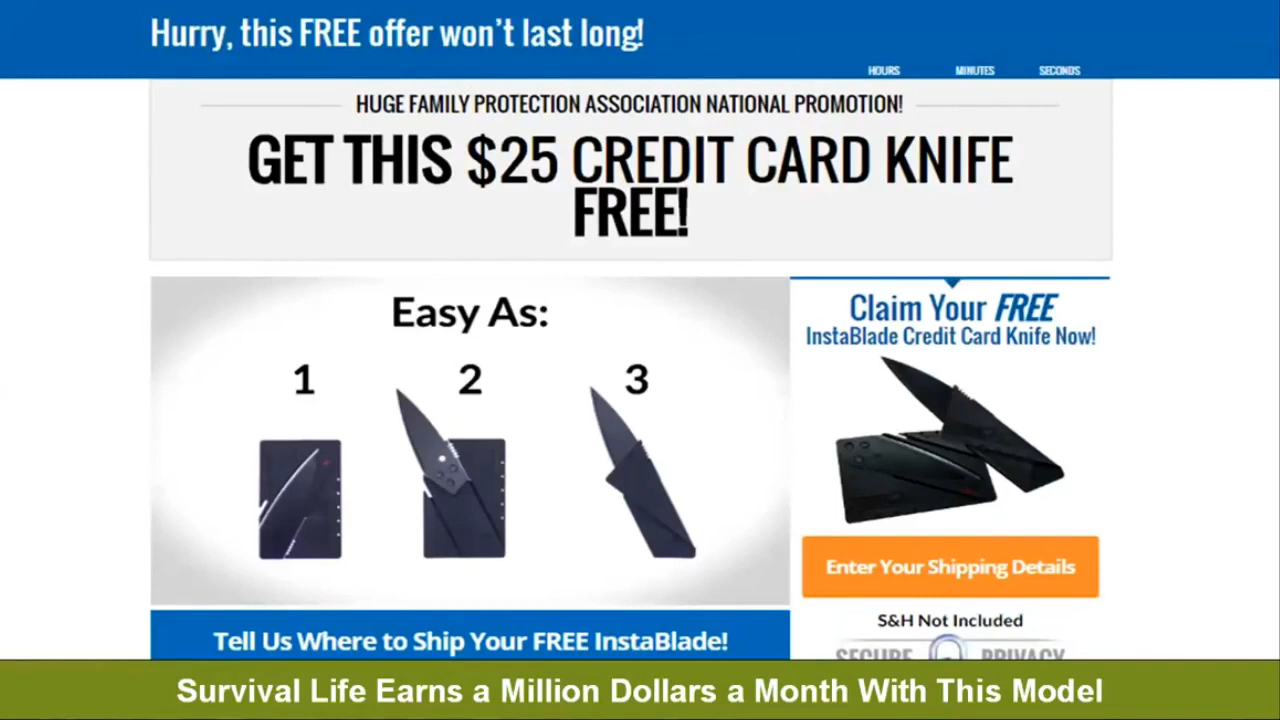 Hurry, this FREE offer won't last long!
HOURS MINUTES SECONDS
HUGE FAMILY PROTECTION ASSOCIATION NATIONAL PROMOTION!
GET THIS $25 CREDIT CARD KNIFE
FREE!
Easy As:
1 2 3
Claim Your FREE
InstaBlade Credit Card Knife Now!
Enter Your Shipping Details
S&H Not Included
SECURE PRIVACY
Tell Us Where to Ship Your FREE InstaBlade!
Survival Life Earns a Million Dollars a Month With This Model